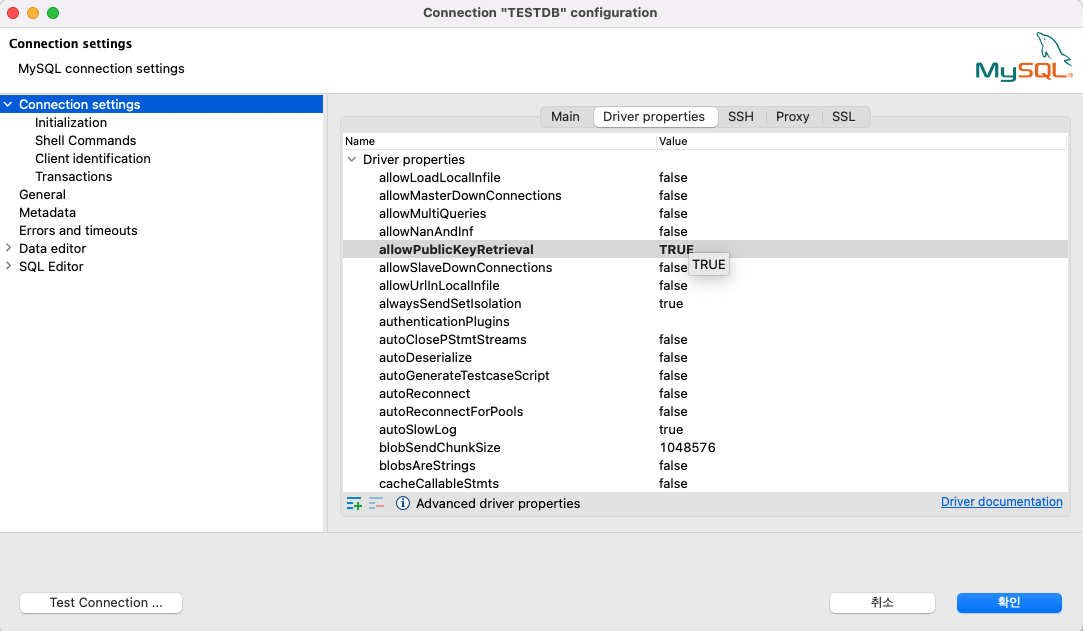 Connection "TESTDB" configuration
Connection settings
MySQL connection settings
MySQL®
Connection settings
Initialization
Shell Commands
Client identification
Transactions
General
Metadata
Errors and timeouts
Data editor
SQL Editor
Main Driver properties SSH Proxy SSL
Name Value
Driver properties
allowLoadLocalInfile false
allowMasterDownConnections false
allowMultiQueries false
allowNanAndInf false
allowPublicKeyRetrieval TRUE
TRUE
allowSlaveDownConnections false
allowUrlInLocalInfile false
alwaysSendSetIsolation true
authenticationPlugins
autoClosePStmtStreams false
autoDeserialize false
autoGenerateTestcaseScript false
autoReconnect false
autoReconnectForPools false
autoSlowLog true
blobSendChunkSize 1048576
blobsAreStrings false
cacheCallableStmts false
Advanced driver properties Driver documentation
Test Connection ... 취소 확인